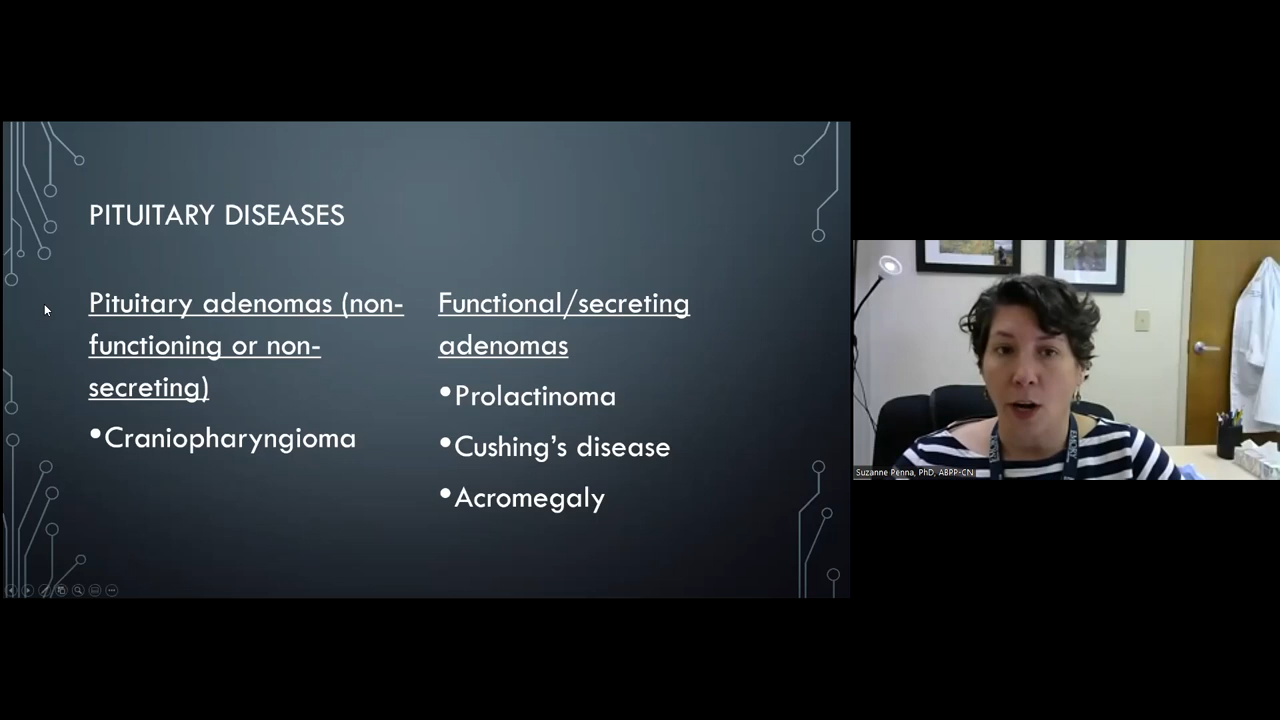 PITUITARY DISEASES
Pituitary adenomas (non-
functioning or non-
secreting)
•Craniopharyngioma
Functional/secreting
adenomas
•Prolactinoma
•Cushing’s disease
•Acromegaly
Suzanne Penna, PhD, ABPP-CN
EMORY